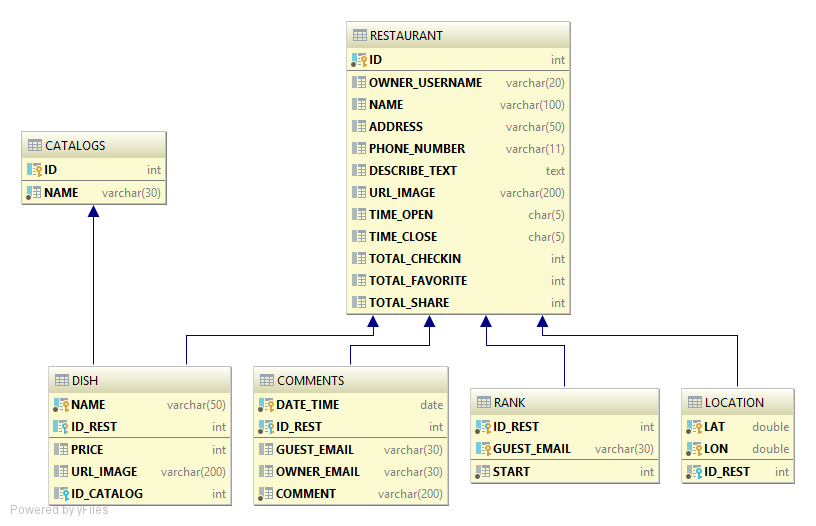 RESTAURANT
ID int
OWNER_USERNAME varchar(20)
NAME varchar(100)
ADDRESS varchar(50)
PHONE_NUMBER varchar(11)
DESCRIBE_TEXT text
URL_IMAGE varchar(200)
TIME_OPEN char(5)
TIME_CLOSE char(5)
TOTAL_CHECKIN int
TOTAL_FAVORITE int
TOTAL_SHARE int
CATALOGS
ID int
NAME varchar(30)
DISH
NAME varchar(50)
ID_REST int
PRICE int
URL_IMAGE varchar(200)
ID_CATALOG int
COMMENTS
DATE_TIME date
ID_REST int
GUEST_EMAIL varchar(30)
OWNER_EMAIL varchar(30)
COMMENT varchar(200)
RANK
ID_REST int
GUEST_EMAIL varchar(30)
START int
LOCATION
LAT double
LON double
ID_REST int
Powered by yFiles